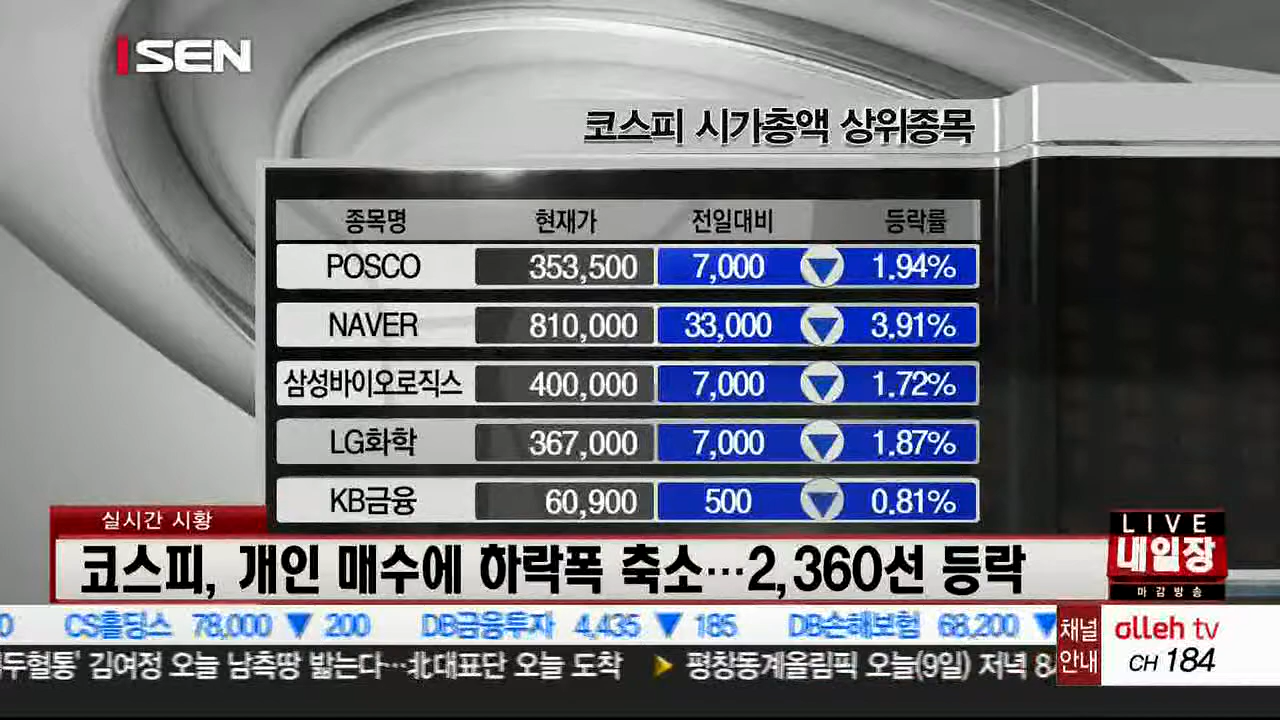 SEN
코스피 시가총액 상위종목
종목명 현재가 전일대비 등락률
POSCO 353,500 7,000 ▼ 1.94%
NAVER 810,000 33,000 ▼ 3.91%
삼성바이오로직스 400,000 7,000 ▼ 1.72%
LG화학 367,000 7,000 ▼ 1.87%
KB금융 60,900 500 ▼ 0.81%
실시간 시황
코스피, 개인 매수에 하락폭 축소…2,360선 등락
LIVE
내일장
마감방송
0 CS홀딩스 78,000 ▼ 200 DB금융투자 4,435 ▼ 185 DB손해보험 68,200 ▼
두혈통' 김여정 오늘 남측땅 밟는다…北대표단 오늘 도착 ▶ 평창동계올림픽 오늘(9일) 저녁 8
채널
안내
olleh tv
CH 184